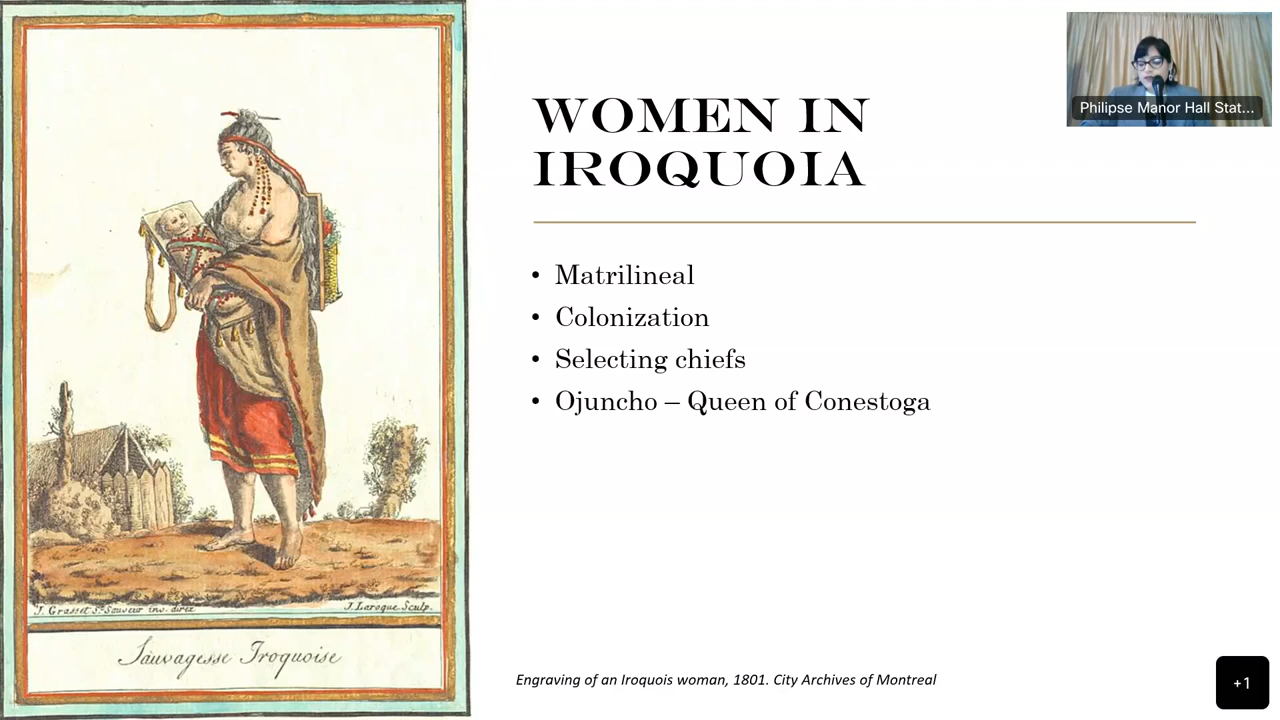 WOMEN IN
IROQUOIA
• Matrilineal
• Colonization
• Selecting chiefs
• Ojuncho – Queen of Conestoga
Philipse Manor Hall Stat...
J. Grasset St Sauveur inv. direx
J. Laroque Sculp.
Sauvagesse Iroquoise
Engraving of an Iroquois woman, 1801. City Archives of Montreal
+1